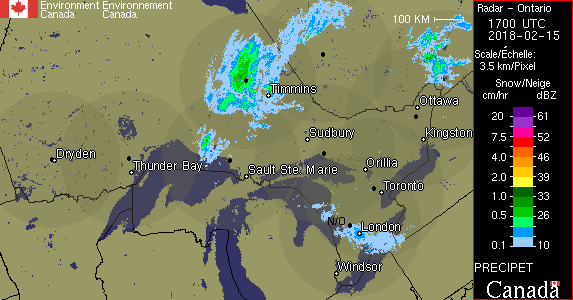 Environment Environnement
Canada Canada
100 KM
Timmins
Ottawa
Sudbury
Kingston
Dryden
Thunder Bay
Sault Ste. Marie
Orillia
Toronto
N/O
London
Windsor
Radar - Ontario
1700 UTC
2018-02-15
Scale/Échelle:
3.5 km/Pixel
Snow/Neige
cm/hr dBZ
20 61
7.5 52
4.0 46
2.0 39
1.0 33
0.5 26
0.1 10
PRECIPET
Canada